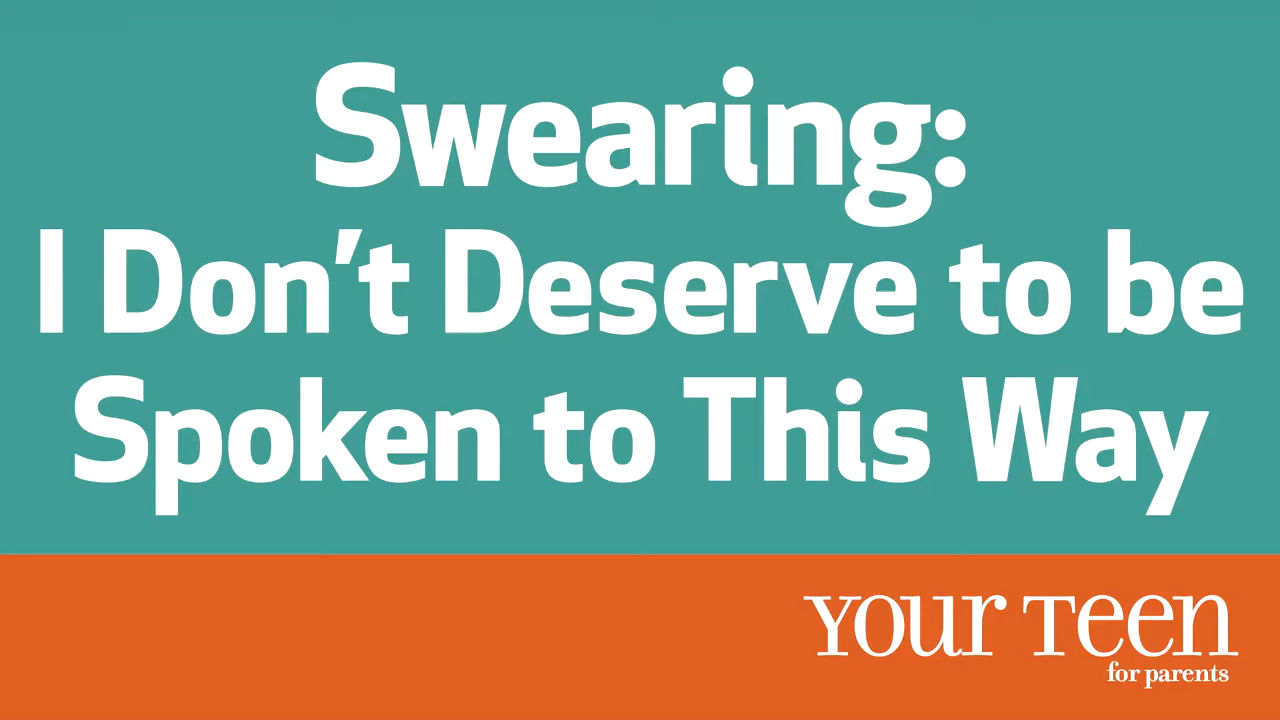 Swearing:
I Don’t Deserve to be
Spoken to This Way
Your Teen
for parents